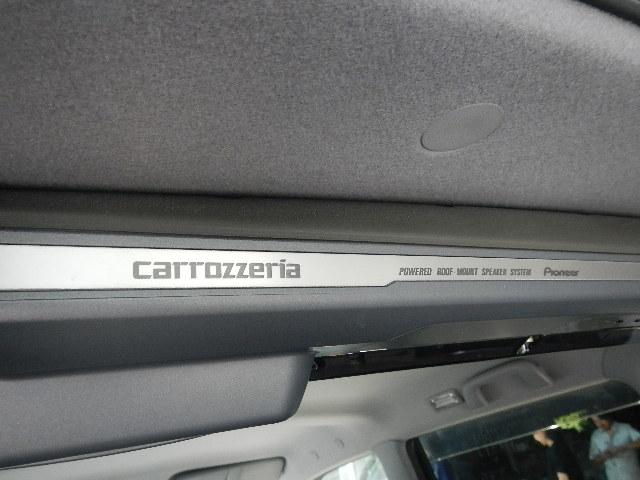 carrozzeria POWERED ROOF MOUNT SPEAKER SYSTEM Pioneer